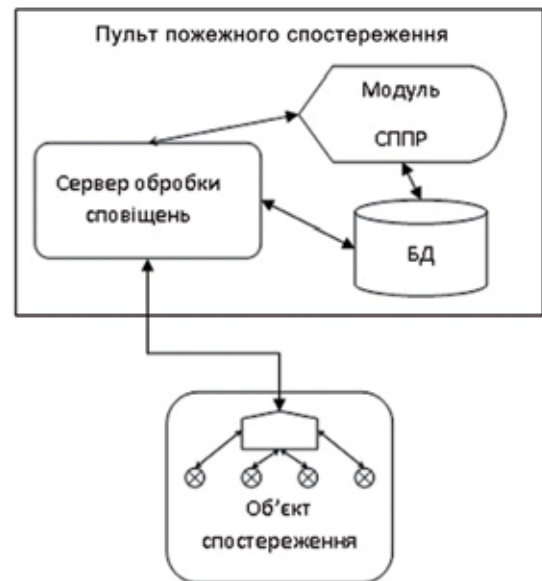 Пульт пожежного спостереження
Модуль
СППР
Сервер обробки
сповіщень
БД
Об’єкт
спостереження